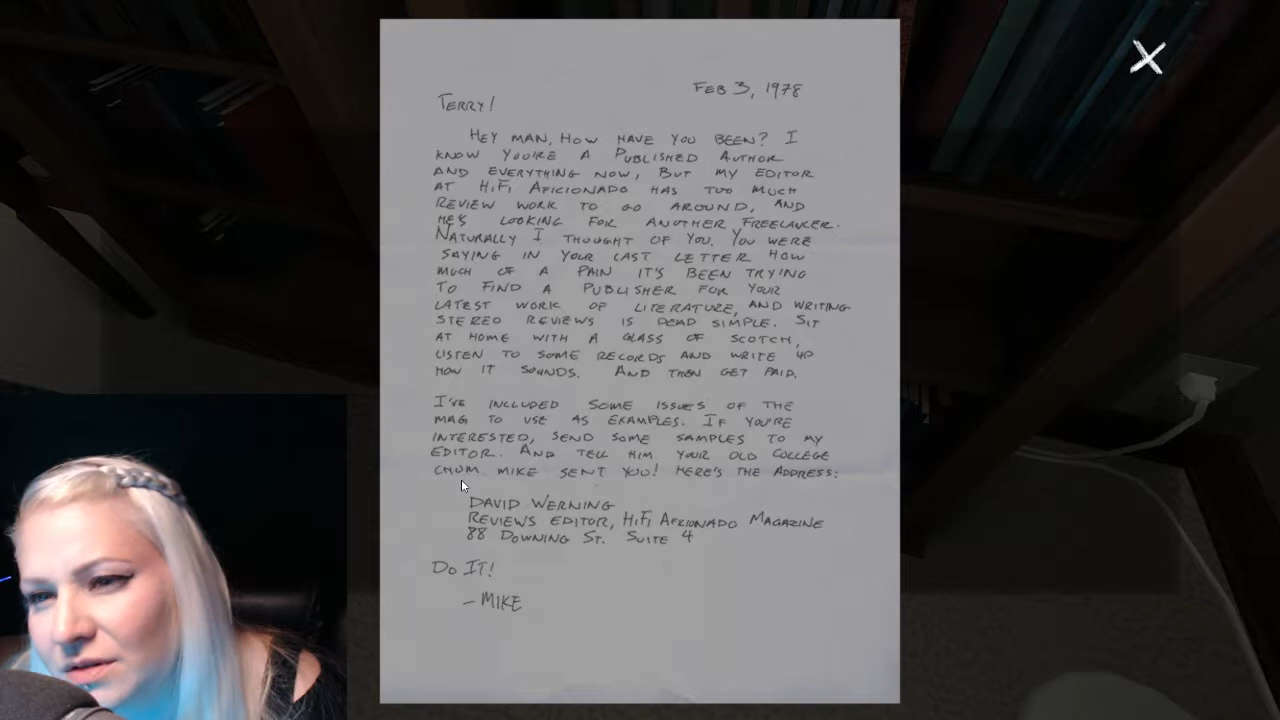 FEB 3, 1978
TERRY!
HEY MAN, HOW HAVE YOU BEEN? I
KNOW YOU'RE A PUBLISHED AUTHOR
AND EVERYTHING NOW, BUT MY EDITOR
AT HIFI AFICIONADO HAS TOO MUCH
REVIEW WORK TO GO AROUND, AND
HE'S LOOKING FOR ANOTHER FREELANCER.
NATURALLY I THOUGHT OF YOU. YOU WERE
SAYING IN YOUR LAST LETTER HOW
MUCH OF A PAIN IT'S BEEN TRYING
TO FIND A PUBLISHER FOR YOUR
LATEST WORK OF LITERATURE, AND WRITING
STEREO REVIEWS IS DEAD SIMPLE. SIT
AT HOME WITH A GLASS OF SCOTCH,
LISTEN TO SOME RECORDS AND WRITE UP
HOW IT SOUNDS. AND THEN GET PAID.
I'VE INCLUDED SOME ISSUES OF THE
MAG TO USE AS EXAMPLES. IF YOU'RE
INTERESTED, SEND SOME SAMPLES TO MY
EDITOR. AND TELL HIM YOUR OLD COLLEGE
CHUM MIKE SENT YOU! HERE'S THE ADDRESS:
DAVID WERNING
REVIEWS EDITOR, HIFI AFICIONADO MAGAZINE
88 DOWNING ST. SUITE 4
DO IT!
- MIKE